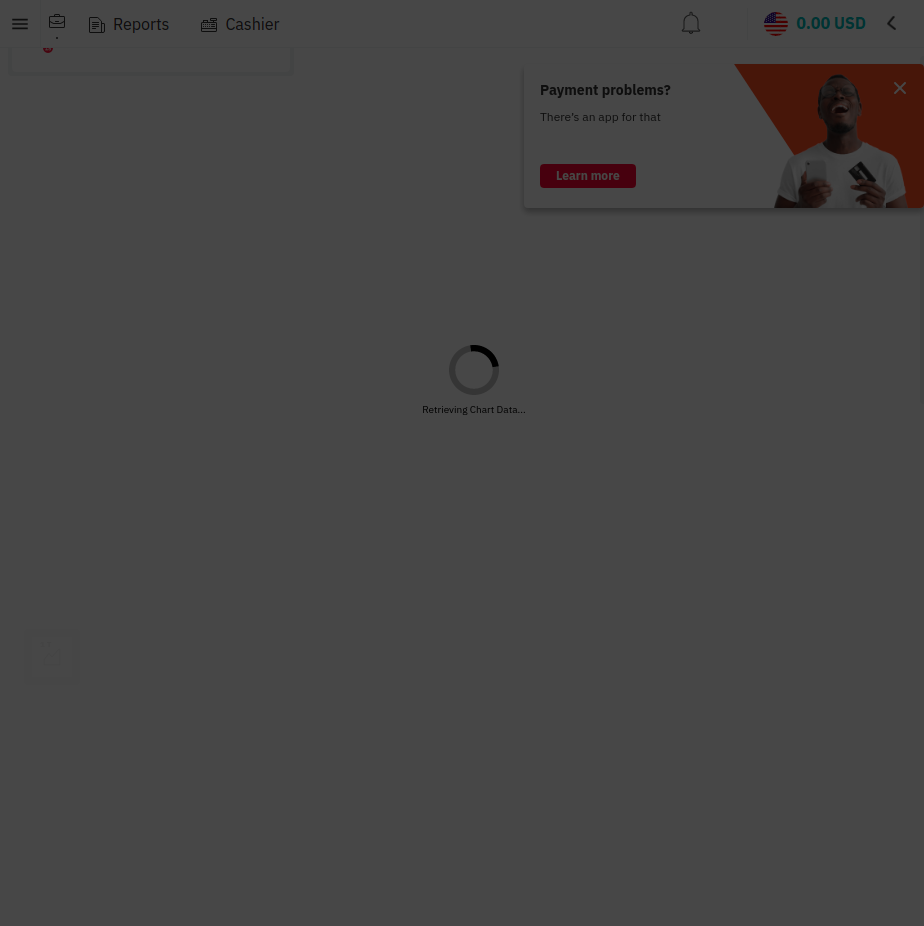 Reports
Cashier
0.00 USD
Payment problems?
There's an app for that
Learn more
Retrieving Chart Data...